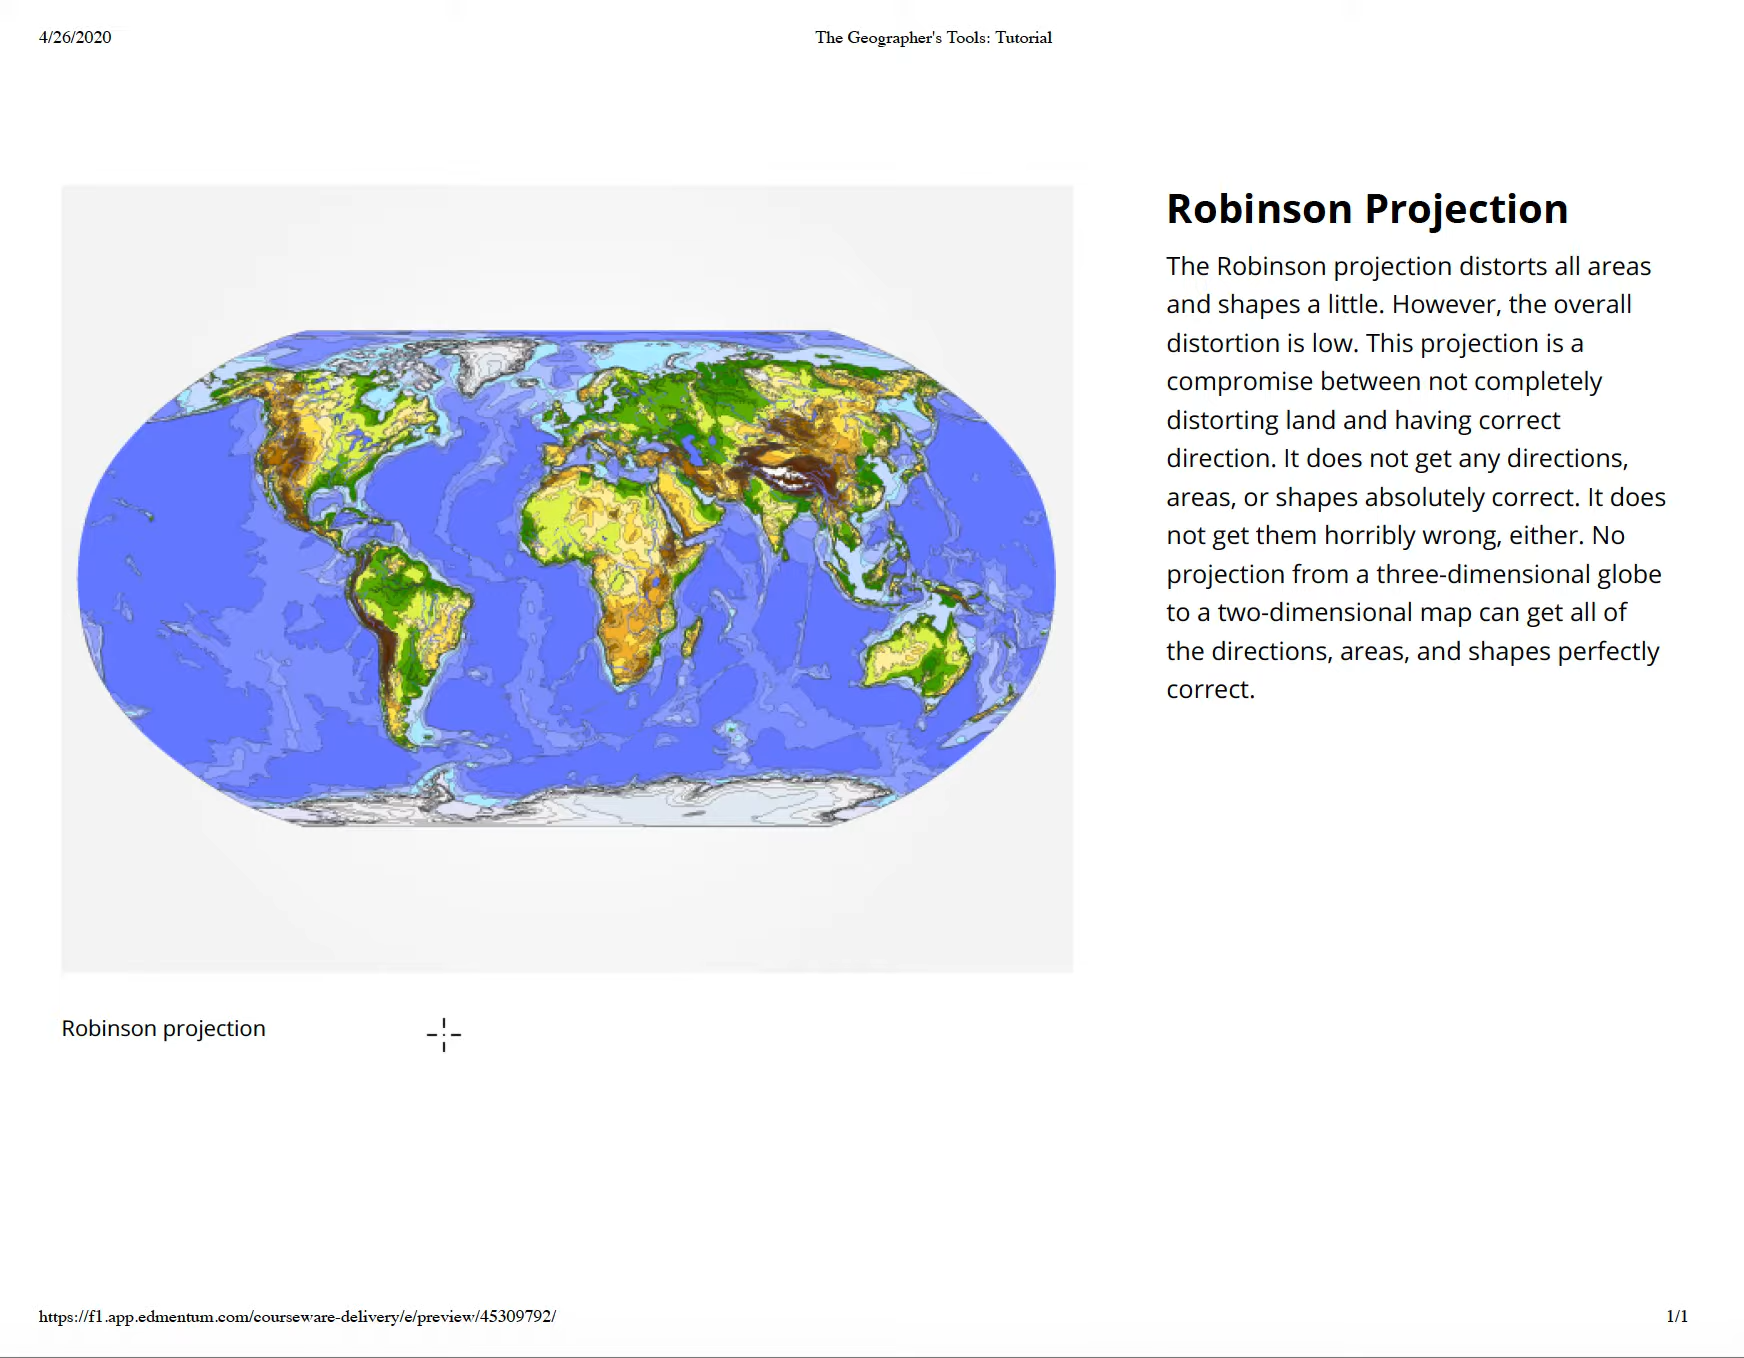 4/26/2020
The Geographer's Tools: Tutorial
Robinson Projection
The Robinson projection distorts all areas
and shapes a little. However, the overall
distortion is low. This projection is a
compromise between not completely
distorting land and having correct
direction. It does not get any directions,
areas, or shapes absolutely correct. It does
not get them horribly wrong, either. No
projection from a three-dimensional globe
to a two-dimensional map can get all of
the directions, areas, and shapes perfectly
correct.
Robinson projection
https://f1.app.edmentum.com/courseware-delivery/e/preview/45309792/
1/1